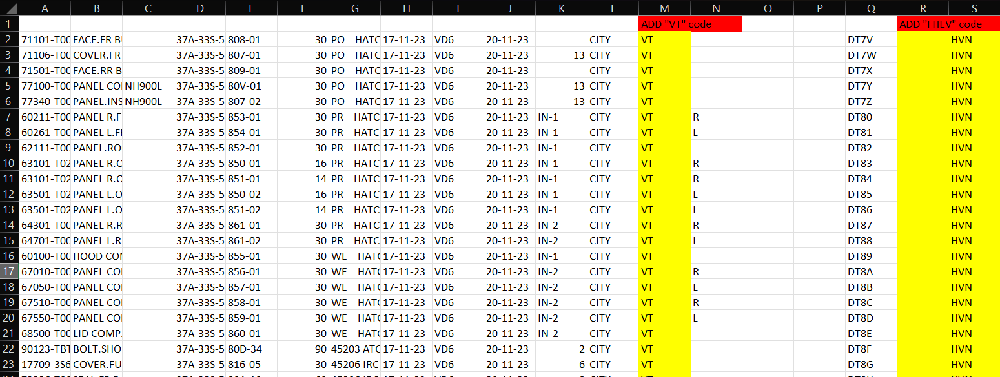 A B C D E F G H I J K L M N O P Q R S
1 ADD "VT" code ADD "FHEV" code
2 71101-T00 FACE.FR B 37A-33S-5 808-01 30 PO HATC 17-11-23 VD6 20-11-23 CITY VT DT7V HVN
3 71106-T00 COVER.FR 37A-33S-5 807-01 30 PO HATC 17-11-23 VD6 20-11-23 13 CITY VT DT7W HVN
4 71501-T00 FACE.RR B 37A-33S-5 809-01 30 PO HATC 17-11-23 VD6 20-11-23 CITY VT DT7X HVN
5 77100-T00 PANEL CO NH900L 37A-33S-5 80V-01 30 PO HATC 17-11-23 VD6 20-11-23 13 CITY VT DT7Y HVN
6 77340-T00 PANEL.INS NH900L 37A-33S-5 807-02 30 PO HATC 17-11-23 VD6 20-11-23 13 CITY VT DT7Z HVN
7 60211-T00 PANEL R.F 37A-33S-5 853-01 30 PR HATC 17-11-23 VD6 20-11-23 IN-1 CITY VT R DT80 HVN
8 60261-T00 PANEL L.F 37A-33S-5 854-01 30 PR HATC 17-11-23 VD6 20-11-23 IN-1 CITY VT L DT81 HVN
9 62111-T00 PANEL.RO 37A-33S-5 852-01 30 PR HATC 17-11-23 VD6 20-11-23 IN-1 CITY VT DT82 HVN
10 63101-T02 PANEL R.O 37A-33S-5 850-01 16 PR HATC 17-11-23 VD6 20-11-23 IN-1 CITY VT R DT83 HVN
11 63101-T02 PANEL R.O 37A-33S-5 851-01 14 PR HATC 17-11-23 VD6 20-11-23 IN-1 CITY VT R DT84 HVN
12 63501-T02 PANEL L.O 37A-33S-5 850-02 16 PR HATC 17-11-23 VD6 20-11-23 IN-1 CITY VT L DT85 HVN
13 63501-T02 PANEL L.O 37A-33S-5 851-02 14 PR HATC 17-11-23 VD6 20-11-23 IN-1 CITY VT L DT86 HVN
14 64301-T00 PANEL R.R 37A-33S-5 861-01 30 PR HATC 17-11-23 VD6 20-11-23 IN-2 CITY VT R DT87 HVN
15 64701-T00 PANEL L.R 37A-33S-5 861-02 30 PR HATC 17-11-23 VD6 20-11-23 IN-2 CITY VT L DT88 HVN
16 60100-T00 HOOD CO 37A-33S-5 855-01 30 WE HATC 17-11-23 VD6 20-11-23 IN-1 CITY VT DT89 HVN
17 67010-T00 PANEL CO 37A-33S-5 856-01 30 WE HATC 17-11-23 VD6 20-11-23 IN-2 CITY VT R DT8A HVN
18 67050-T00 PANEL CO 37A-33S-5 857-01 30 WE HATC 17-11-23 VD6 20-11-23 IN-2 CITY VT L DT8B HVN
19 67510-T00 PANEL CO 37A-33S-5 858-01 30 WE HATC 17-11-23 VD6 20-11-23 IN-2 CITY VT R DT8C HVN
20 67550-T00 PANEL CO 37A-33S-5 859-01 30 WE HATC 17-11-23 VD6 20-11-23 IN-2 CITY VT L DT8D HVN
21 68500-T00 LID COMP. 37A-33S-5 860-01 30 WE HATC 17-11-23 VD6 20-11-23 IN-2 CITY VT DT8E HVN
22 90123-TBT BOLT.SHO 37A-33S-5 80D-34 90 45203 ATC 17-11-23 VD6 20-11-23 2 CITY VT DT8F HVN
23 17709-3S6 COVER.FU 37A-33S-5 816-05 30 45206 IRC 17-11-23 VD6 20-11-23 6 CITY VT DT8G HVN